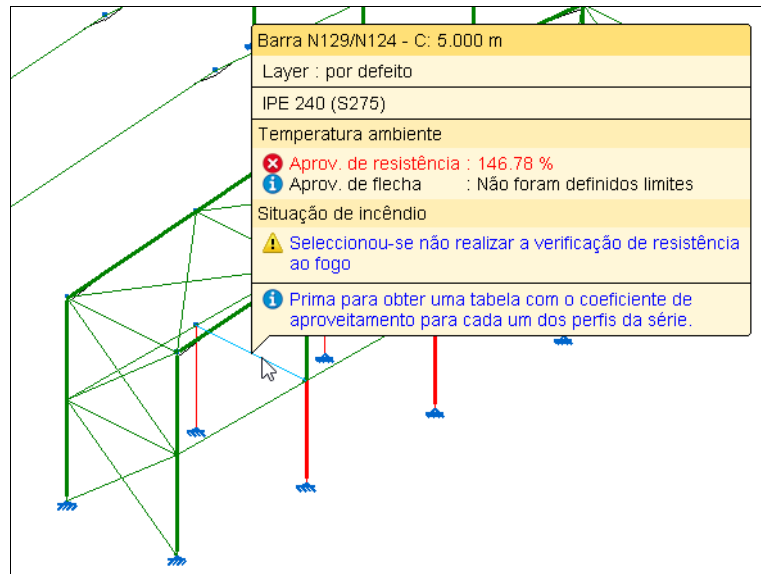 Barra N129/N124 - C: 5.000 m
Layer : por defeito
IPE 240 (S275)
Temperatura ambiente
Aprov. de resistência : 146.78 %
Aprov. de flecha : Não foram definidos limites
Situação de incêndio
Seleccionou-se não realizar a verificação de resistência
ao fogo
Prima para obter uma tabela com o coeficiente de
aproveitamento para cada um dos perfis da série.